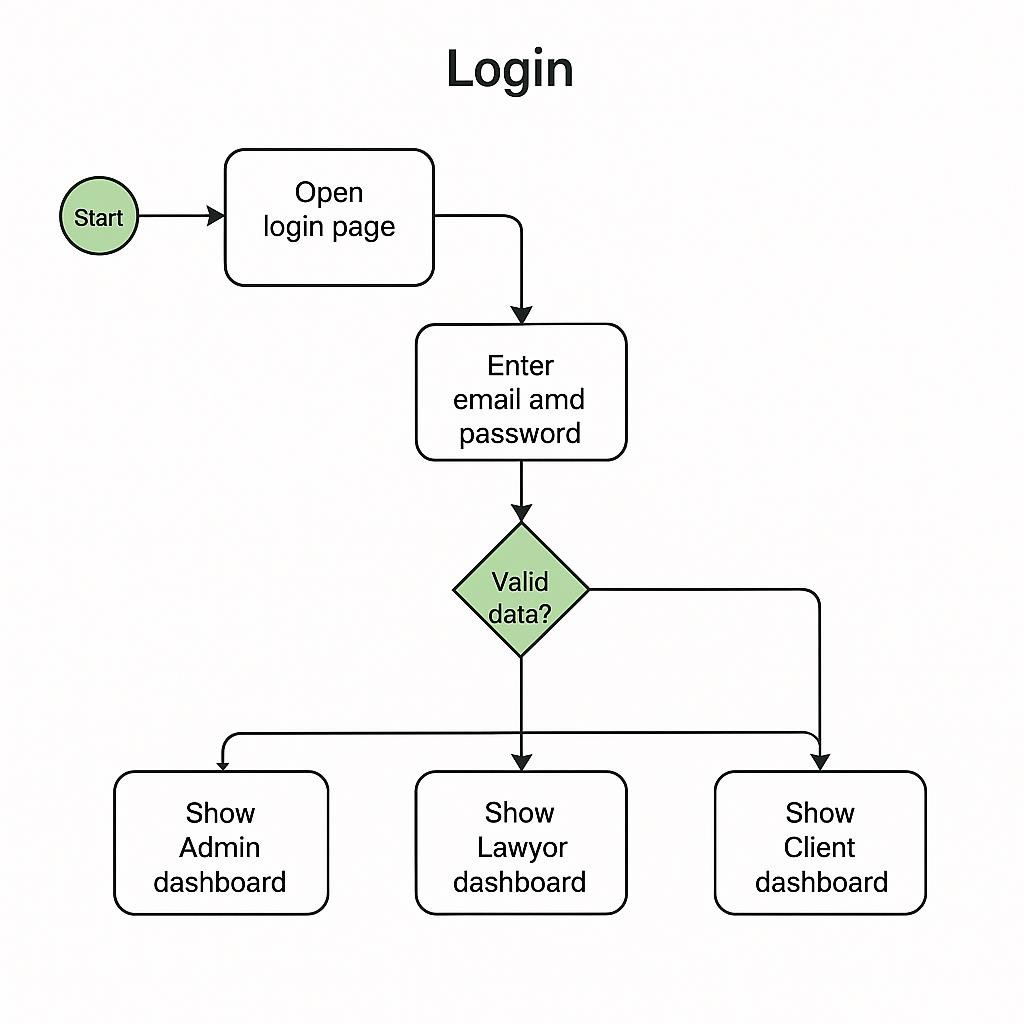 Login
Start
Open
login page
Enter
email amd
password
Valid
data?
Show
Admin
dashboard
Show
Lawyor
dashboard
Show
Client
dashboard